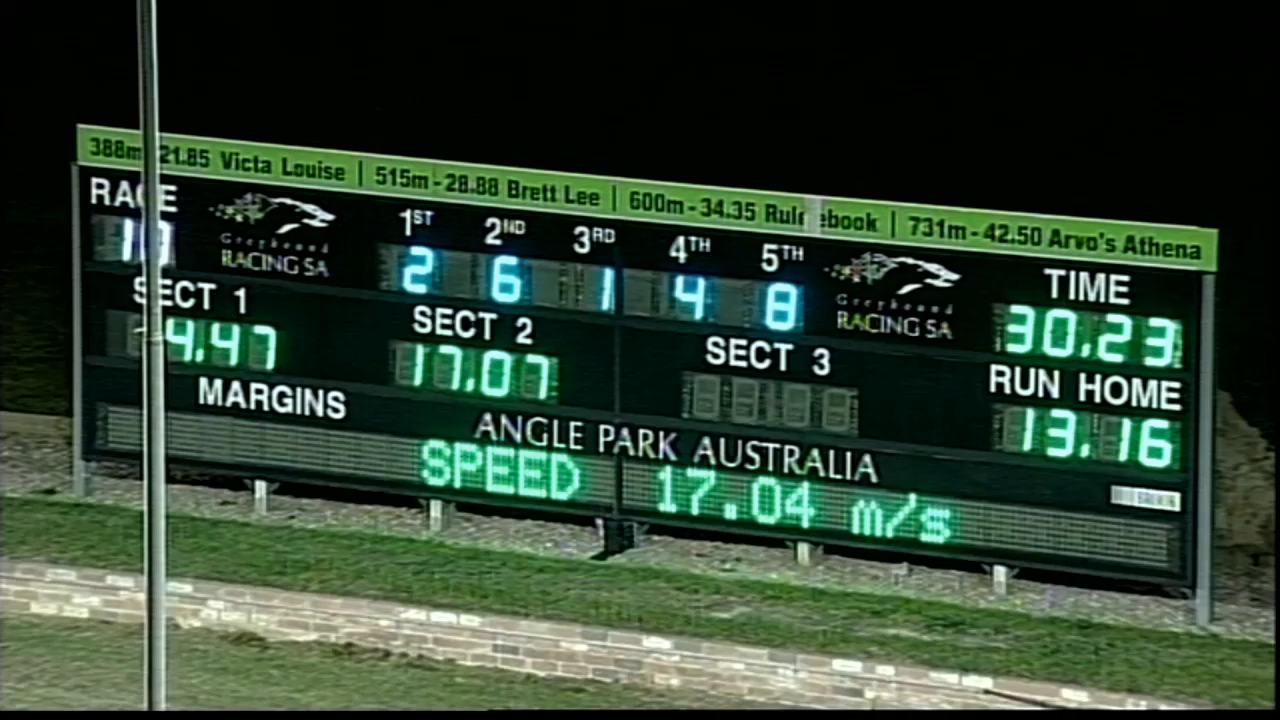 388m-21.85 Victa Louise | 515m-28.88 Brett Lee | 600m-34.35 Rulebook | 731m-42.50 Arvo's Athena
RACE 1ST 2ND 3RD 4TH 5TH TIME
10 2 6 1 4 8 30.23
Greyhound RACING SA Greyhound RACING SA
SECT 1 SECT 2 SECT 3 RUN HOME
4.47 17.07 13.16
MARGINS
ANGLE PARK AUSTRALIA
SPEED 17.04 m/s